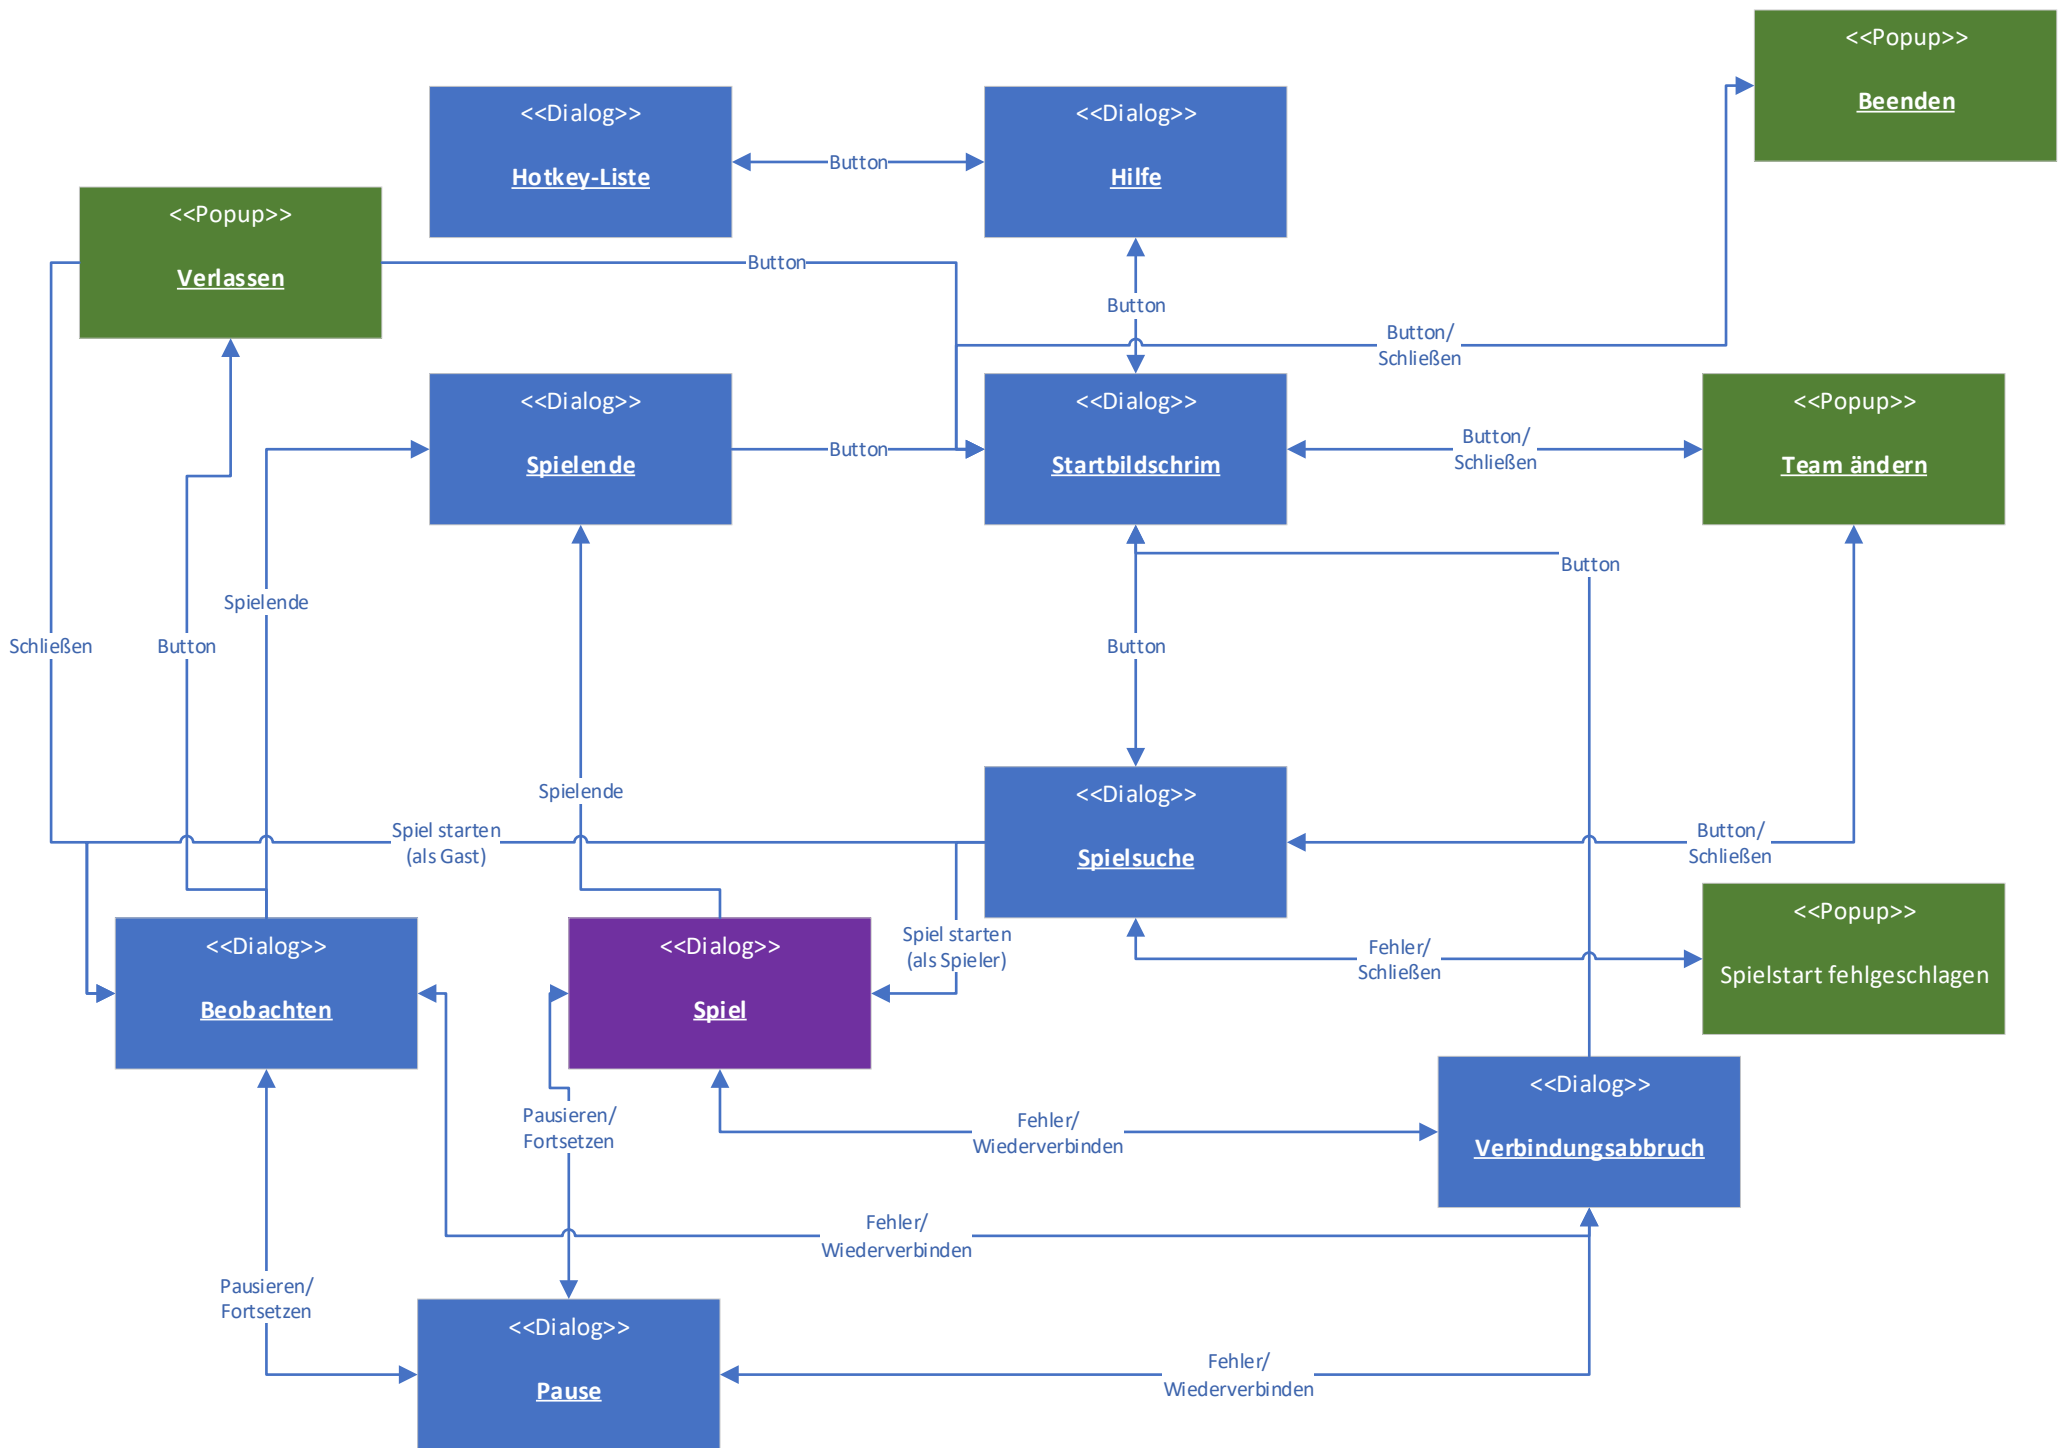 <<Popup>>
Beenden
<<Dialog>>
Hotkey-Liste
Button
<<Dialog>>
Hilfe
<<Popup>>
Verlassen
Button
Button
Button/
Schließen
<<Dialog>>
Spielende
Button
<<Dialog>>
Startbildschrim
Button/
Schließen
<<Popup>>
Team ändern
Button
Spielende
Schließen
Button
Button
Spielende
<<Dialog>>
Spielsuche
Spiel starten
(als Gast)
Button/
Schließen
<<Popup>>
Spielstart fehlgeschlagen
<<Dialog>>
Beobachten
<<Dialog>>
Spiel
Spiel starten
(als Spieler)
Fehler/
Schließen
<<Dialog>>
Verbindungsabbruch
Pausieren/
Fortsetzen
Fehler/
Wiederverbinden
Fehler/
Wiederverbinden
Pausieren/
Fortsetzen
<<Dialog>>
Pause
Fehler/
Wiederverbinden